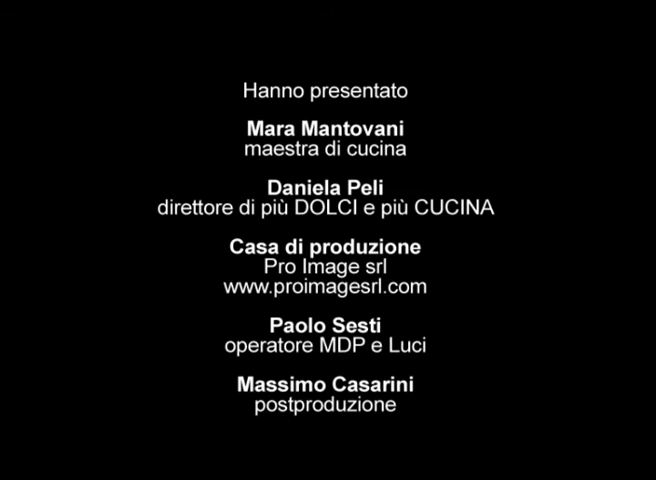 Hanno presentato
Mara Mantovani
maestra di cucina
Daniela Peli
direttore di più DOLCI e più CUCINA
Casa di produzione
Pro Image srl
www.proimagesrl.com
Paolo Sesti
operatore MDP e Luci
Massimo Casarini
postproduzione